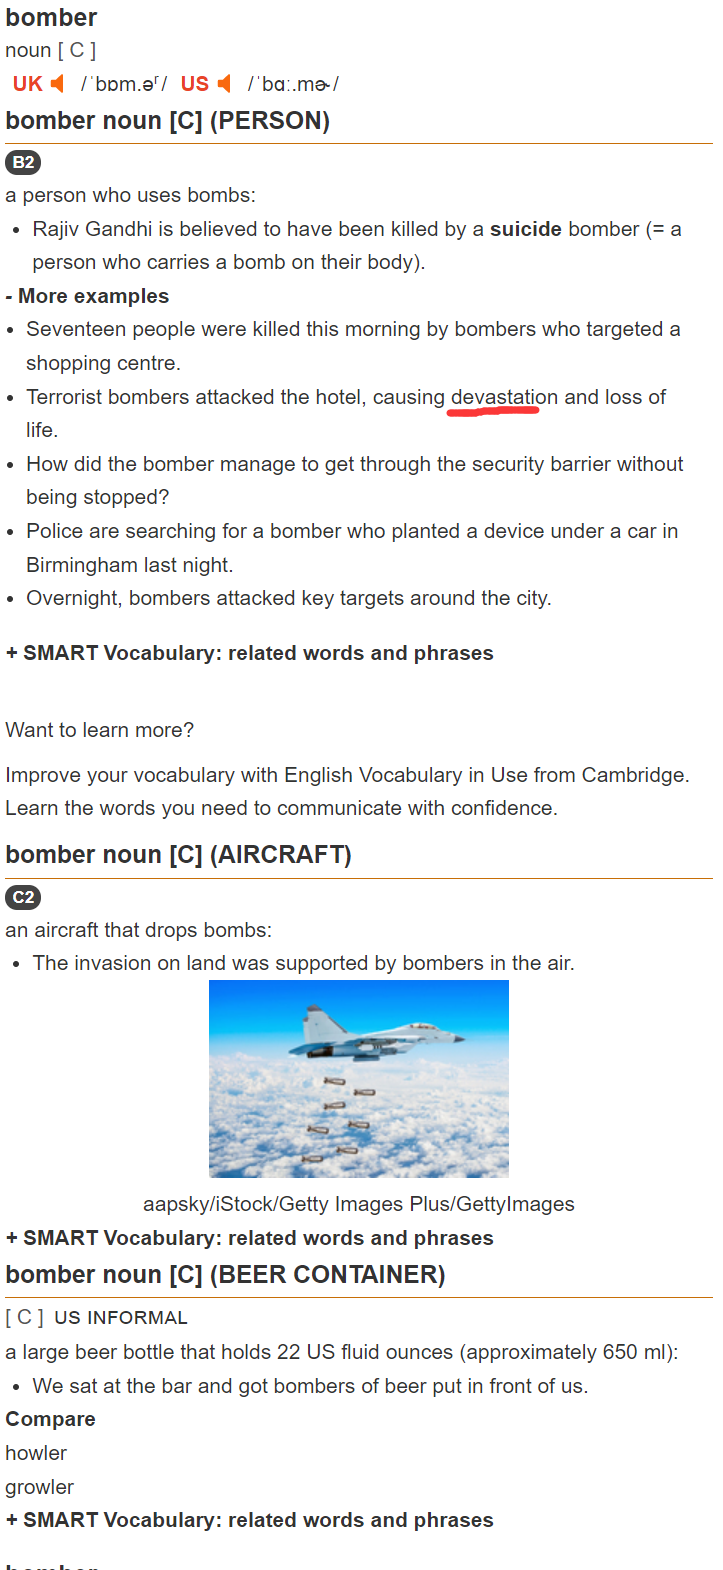 bomber
noun [ C ]
UK /ˈbɒm.əʳ/ US /ˈbɑː.mɚ/
bomber noun [C] (PERSON)
B2
a person who uses bombs:
• Rajiv Gandhi is believed to have been killed by a suicide bomber (= a
person who carries a bomb on their body).
- More examples
• Seventeen people were killed this morning by bombers who targeted a
shopping centre.
• Terrorist bombers attacked the hotel, causing devastation and loss of
life.
• How did the bomber manage to get through the security barrier without
being stopped?
• Police are searching for a bomber who planted a device under a car in
Birmingham last night.
• Overnight, bombers attacked key targets around the city.
+ SMART Vocabulary: related words and phrases
Want to learn more?
Improve your vocabulary with English Vocabulary in Use from Cambridge.
Learn the words you need to communicate with confidence.
bomber noun [C] (AIRCRAFT)
C2
an aircraft that drops bombs:
• The invasion on land was supported by bombers in the air.
aapsky/iStock/Getty Images Plus/GettyImages
+ SMART Vocabulary: related words and phrases
bomber noun [C] (BEER CONTAINER)
[ C ] US INFORMAL
a large beer bottle that holds 22 US fluid ounces (approximately 650 ml):
• We sat at the bar and got bombers of beer put in front of us.
Compare
howler
growler
+ SMART Vocabulary: related words and phrases